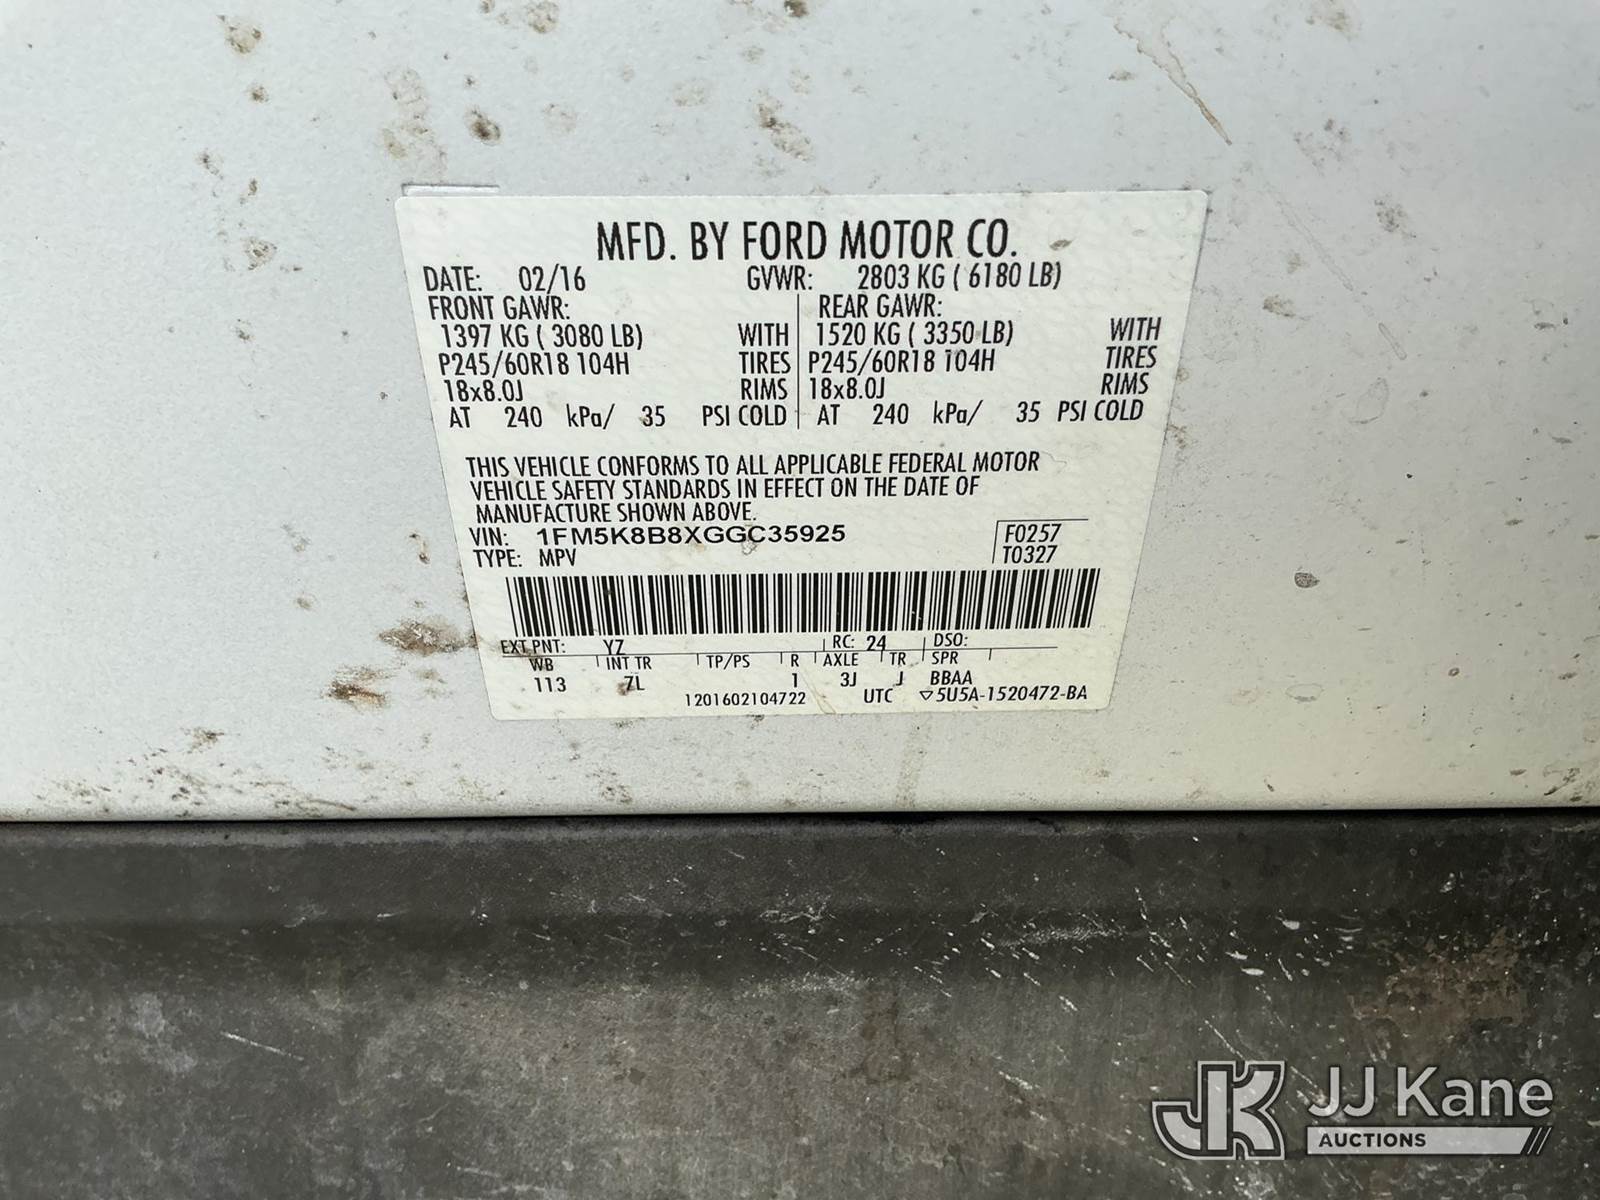 MFD. BY FORD MOTOR CO.
DATE: 02/16 GVWR: 2803 KG ( 6180 LB)
FRONT GAWR: REAR GAWR:
1397 KG ( 3080 LB) WITH 1520 KG ( 3350 LB) WITH
P245/60R18 104H TIRES P245/60R18 104H TIRES
18x8.0J RIMS 18x8.0J RIMS
AT 240 kPa/ 35 PSI COLD AT 240 kPa/ 35 PSI COLD
THIS VEHICLE CONFORMS TO ALL APPLICABLE FEDERAL MOTOR
VEHICLE SAFETY STANDARDS IN EFFECT ON THE DATE OF
MANUFACTURE SHOWN ABOVE.
VIN: 1FM5K8B8XGGC35925 F0257
TYPE: MPV T0327
EXT PNT: YZ RC: 24 DSO:
WB INT TR TP/PS R AXLE TR SPR
113 7L 1 3J J BBAA
1201602104722 UTC ▽5U5A-1520472-BA
JK JJ Kane
AUCTIONS